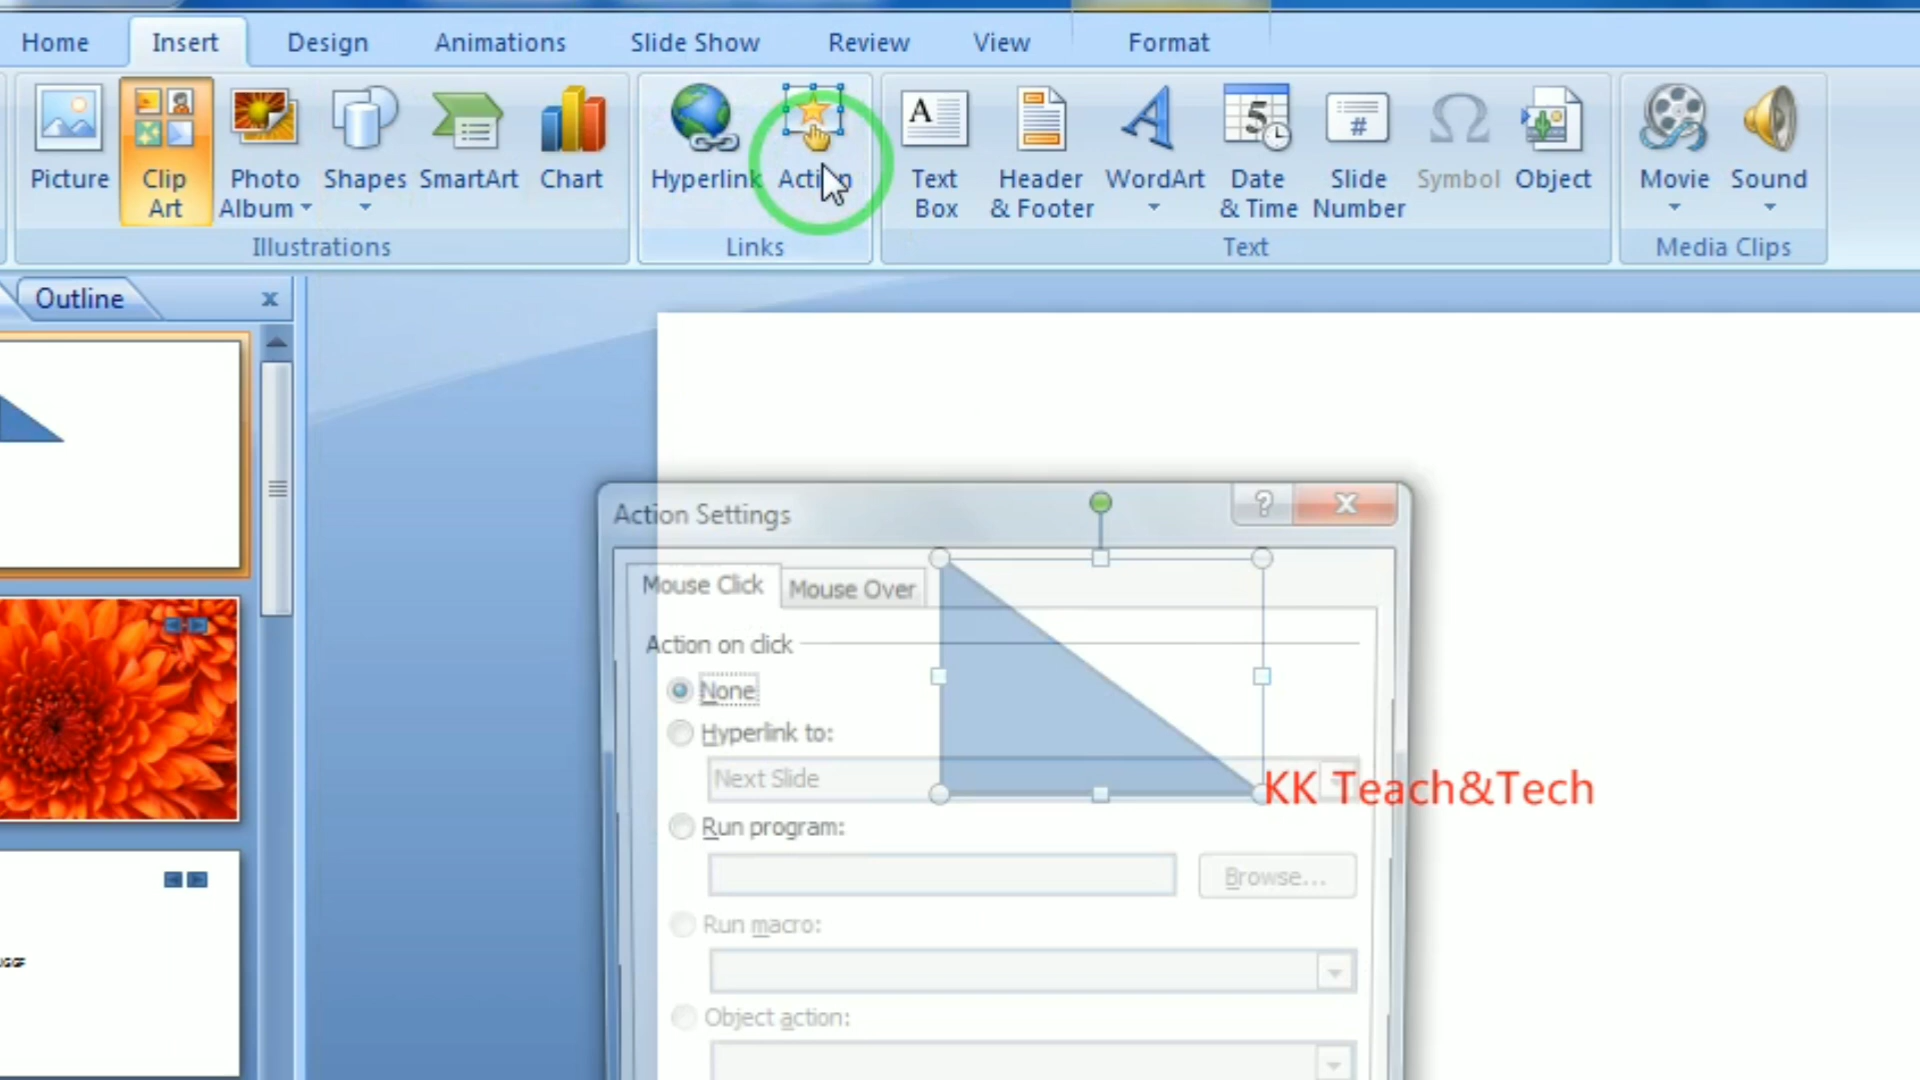 Home Insert Design Animations Slide Show Review View Format
Picture Clip Art Photo Album Shapes SmartArt Chart Hyperlink Action Text Box Header & Footer WordArt Date & Time Slide Number Symbol Object Movie Sound
Illustrations Links Text Media Clips
Outline
Action Settings
Mouse Click Mouse Over
Action on click
None
Hyperlink to:
Next Slide
KK Teach&Tech
Run program:
Browse...
Run macro:
Object action: